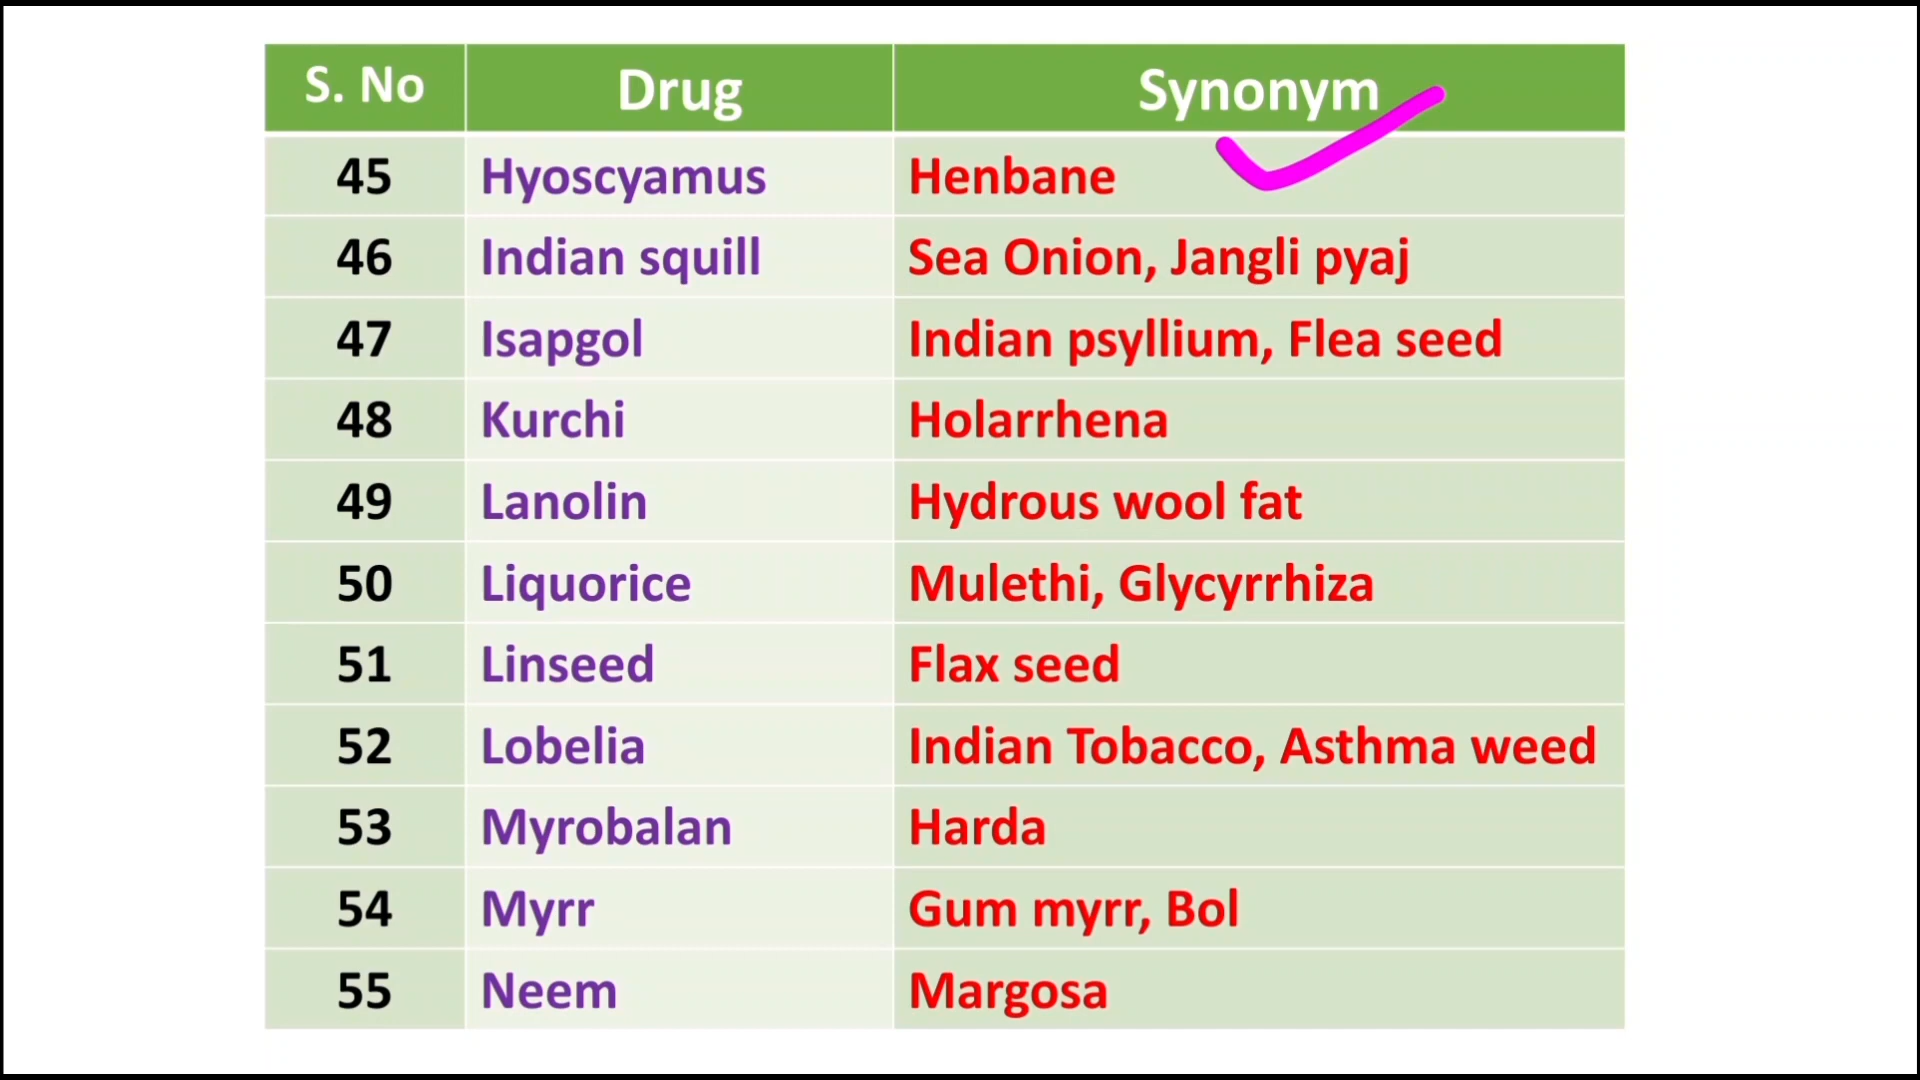 S. No Drug Synonym
45 Hyoscyamus Henbane
46 Indian squill Sea Onion, Jangli pyaj
47 Isapgol Indian psyllium, Flea seed
48 Kurchi Holarrhena
49 Lanolin Hydrous wool fat
50 Liquorice Mulethi, Glycyrrhiza
51 Linseed Flax seed
52 Lobelia Indian Tobacco, Asthma weed
53 Myrobalan Harda
54 Myrr Gum myrr, Bol
55 Neem Margosa